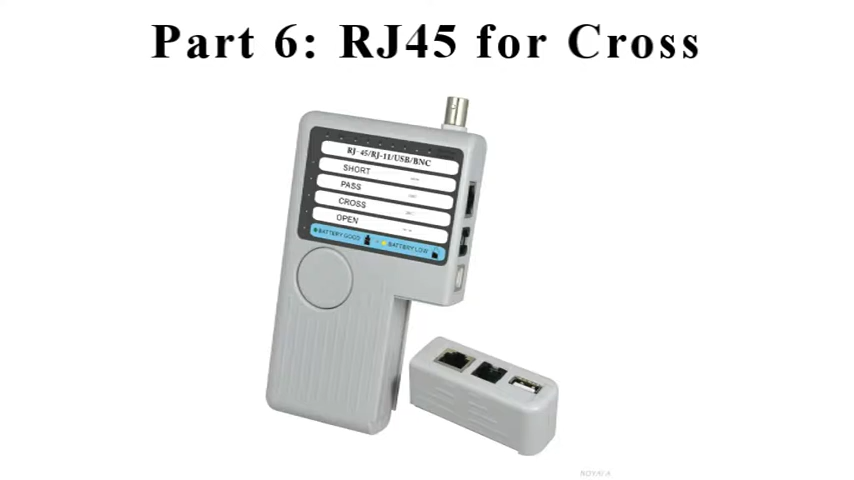 Part 6: RJ45 for Cross
RJ-45/RJ-11/USB/BNC
SHORT
PASS
CROSS
OPEN
BATTERY GOOD BATTERY LOW
NOYAFA